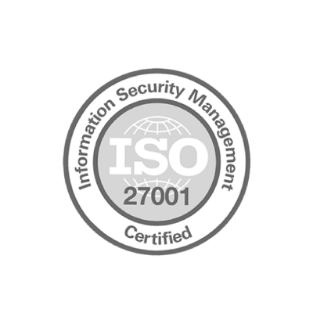 Information Security Management
ISO
27001
Certified